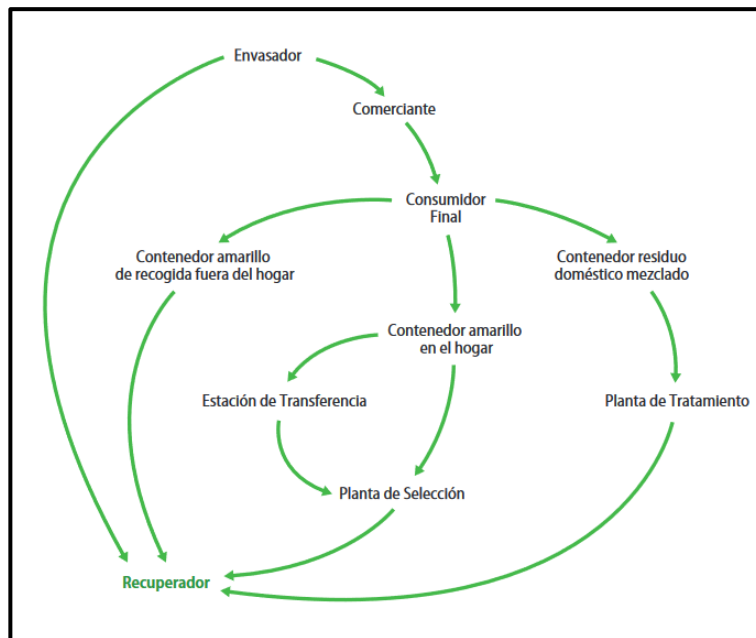 Envasador
Comerciante
Consumidor
Final
Contenedor amarillo
de recogida fuera del hogar
Contenedor residuo
doméstico mezclado
Contenedor amarillo
en el hogar
Estación de Transferencia
Planta de Tratamiento
Planta de Selección
Recuperador